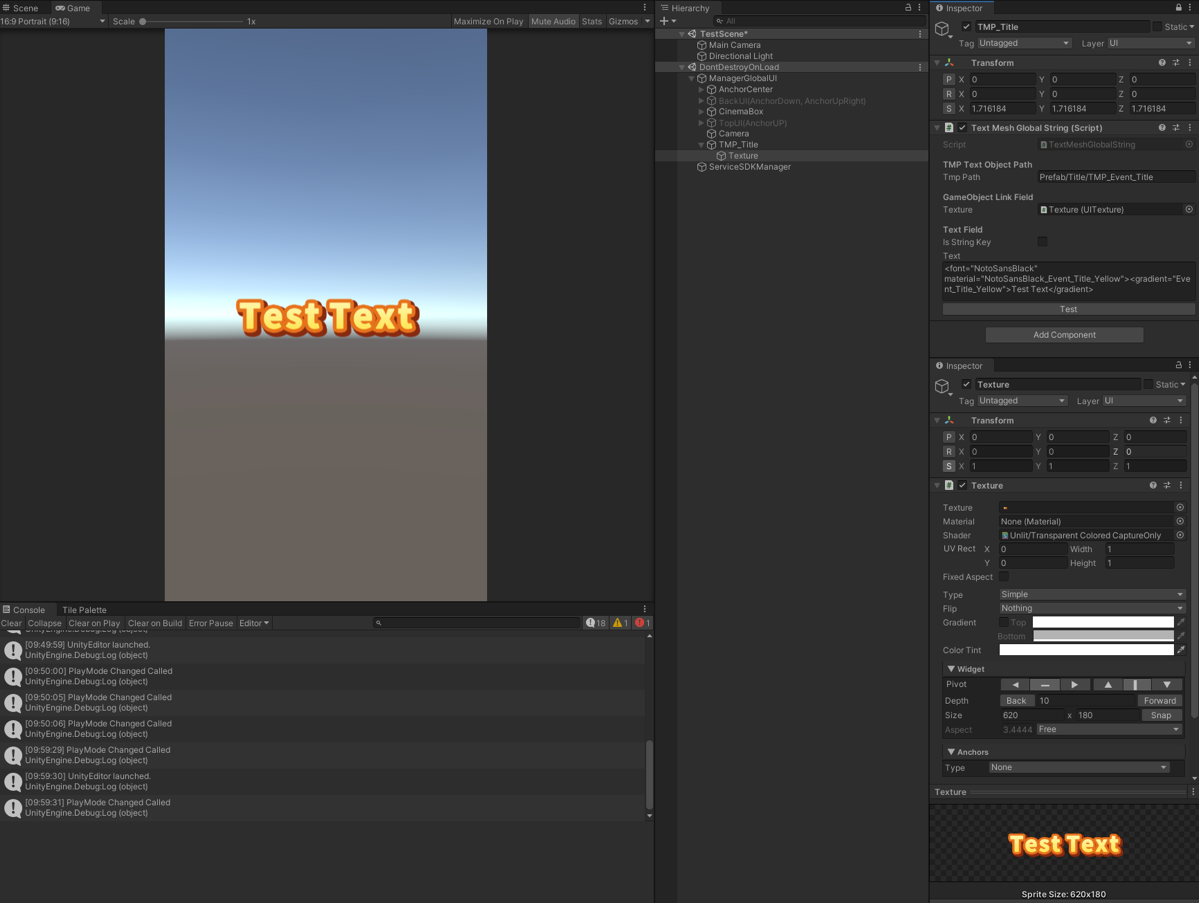 Scene
Game
16:9 Portrait (9:16)
Scale
1x
Maximize On Play
Mute Audio
Stats
Gizmos
Test Text
Console
Tile Palette
Clear
Collapse
Clear on Play
Clear on Build
Error Pause
Editor
18
1
1
UnityEngine.Debug:Log (object)
[09:49:59] UnityEditor launched.
UnityEngine.Debug:Log (object)
[09:50:00] PlayMode Changed Called
UnityEngine.Debug:Log (object)
[09:50:05] PlayMode Changed Called
UnityEngine.Debug:Log (object)
[09:50:06] PlayMode Changed Called
UnityEngine.Debug:Log (object)
[09:59:29] PlayMode Changed Called
UnityEngine.Debug:Log (object)
[09:59:30] UnityEditor launched.
UnityEngine.Debug:Log (object)
[09:59:31] PlayMode Changed Called
UnityEngine.Debug:Log (object)
Hierarchy
All
TestScene*
Main Camera
Directional Light
DontDestroyOnLoad
ManagerGlobalUI
AnchorCenter
BackUI(AnchorDown, AnchorUpRight)
CinemaBox
TopUI(AnchorUP)
Camera
TMP_Title
Texture
ServiceSDKManager
Inspector
TMP_Title
Static
Tag Untagged Layer UI
Transform
P X 0 Y 0 Z 0
R X 0 Y 0 Z 0
S X 1.716184 Y 1.716184 Z 1.716184
Text Mesh Global String (Script)
Script TextMeshGlobalString
TMP Text Object Path
Tmp Path Prefab/Title/TMP_Event_Title
GameObject Link Field
Texture Texture (UITexture)
Text Field
Is String Key
Text
<font="NotoSansBlack"
material="NotoSansBlack_Event_Title_Yellow"><gradient="Eve
nt_Title_Yellow">Test Text</gradient>
Test
Add Component
Inspector
Texture
Static
Tag Untagged Layer UI
Transform
P X 0 Y 0 Z 0
R X 0 Y 0 Z 0
S X 1 Y 1 Z 1
Texture
Texture
Material None (Material)
Shader Unlit/Transparent Colored CaptureOnly
UV Rect X 0 Width 1
Y 0 Height 1
Fixed Aspect
Type Simple
Flip Nothing
Gradient Top
Bottom
Color Tint
Widget
Pivot
Depth Back 10 Forward
Size 620 x 180 Snap
Aspect 3.4444 Free
Anchors
Type None
Texture
Test Text
Sprite Size: 620x180